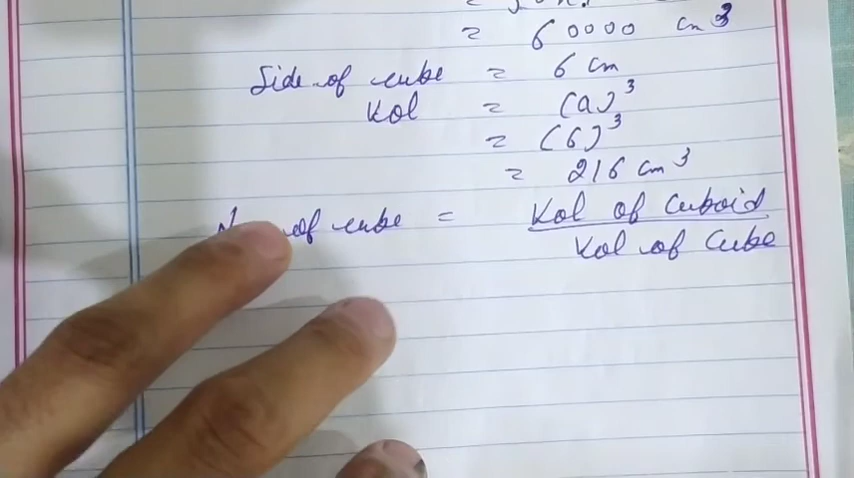 = 60000 cm³
Side of cube = 6 cm
Vol = (a)³
= (6)³
= 216 cm³
of cube = Vol of Cuboid
Vol of Cube